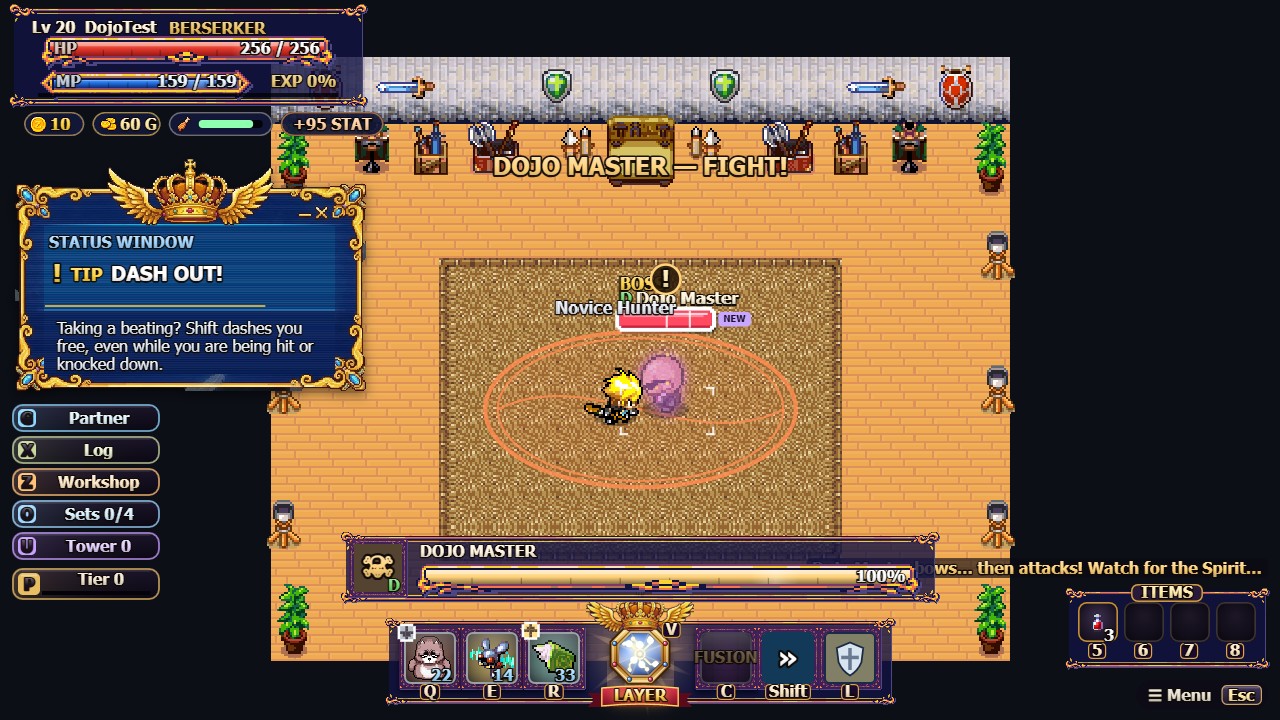 Lv 20 DojoTest BERSERKER
HP 256 / 256
MP 159 / 159 EXP 0%
10 60 G +95 STAT
DOJO MASTER — FIGHT!
STATUS WINDOW
! TIP DASH OUT!
Taking a beating? Shift dashes you
free, even while you are being hit or
knocked down.
!
D Dojo Master
Novice Hunter
NEW
Partner
X Log
Z Workshop
Sets 0/4
U Tower 0
P Tier 0
DOJO MASTER
D 100%
bows... then attacks! Watch for the Spirit...
ITEMS
3
5 6 7 8
V
22 14 33 FUSION
Q E R LAYER C Shift L
☰ Menu Esc